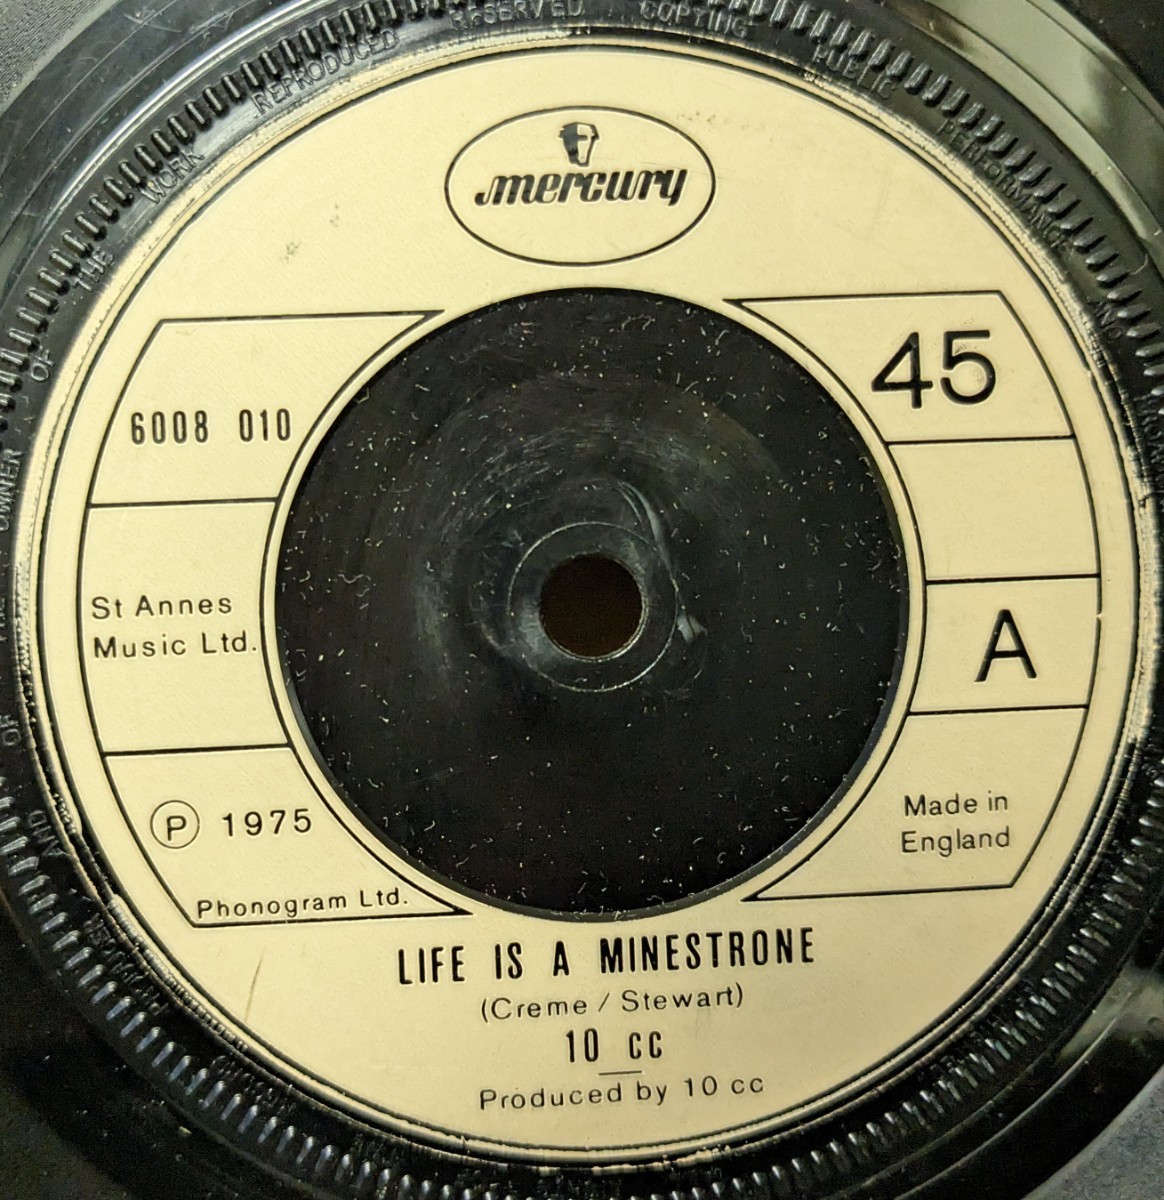 OWNER OF THE WORK REPRODUCED RESERVED COPYING PUBLIC PERFORMANCE
mercury
6008 010
45
St Annes
Music Ltd.
A
Ⓟ 1975
Phonogram Ltd.
Made in
England
LIFE IS A MINESTRONE
(Creme / Stewart)
10 cc
Produced by 10 cc